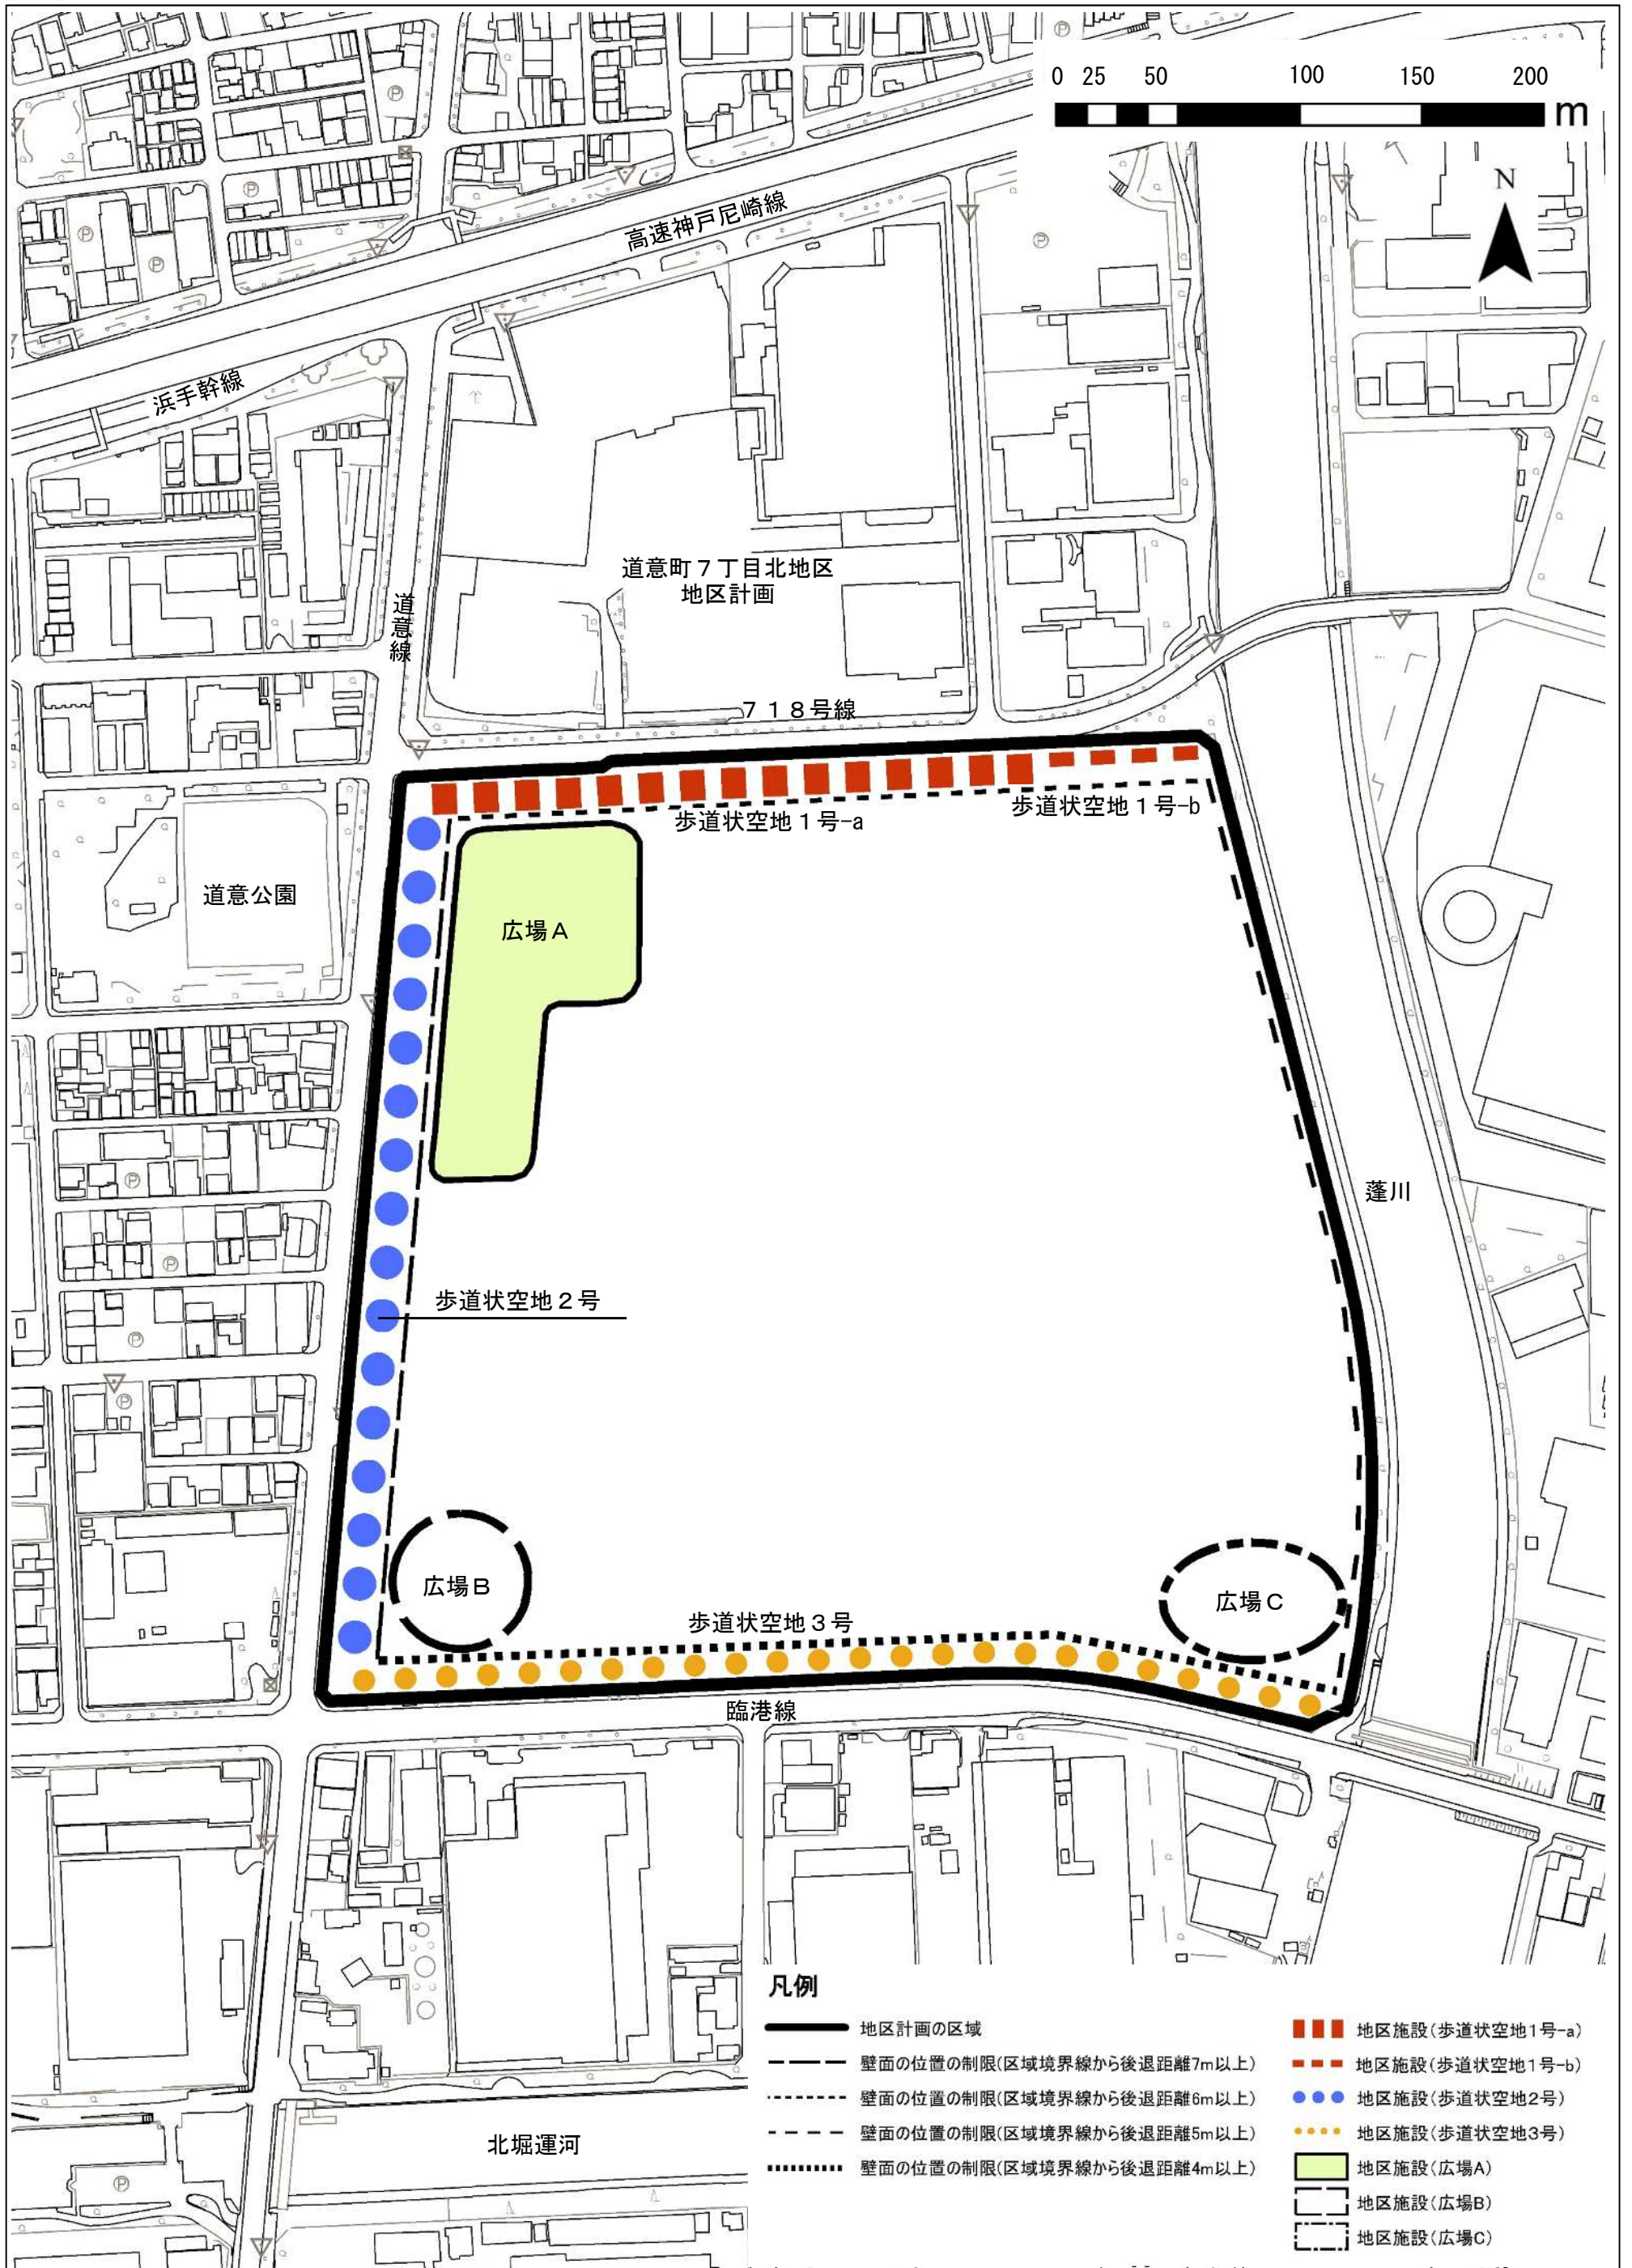 0 25 50 100 150 200
m
N
高速神戸尼崎線
浜手幹線
道意町７丁目北地区
地区計画
道意線
７１８号線
歩道状空地１号-a
歩道状空地１号-b
道意公園
広場Ａ
蓬川
歩道状空地２号
広場Ｂ
広場Ｃ
歩道状空地３号
臨港線
北堀運河
凡例
地区計画の区域
壁面の位置の制限(区域境界線から後退距離7m以上)
壁面の位置の制限(区域境界線から後退距離6m以上)
壁面の位置の制限(区域境界線から後退距離5m以上)
壁面の位置の制限(区域境界線から後退距離4m以上)
地区施設(歩道状空地1号-a)
地区施設(歩道状空地1号-b)
地区施設(歩道状空地2号)
地区施設(歩道状空地3号)
地区施設(広場A)
地区施設(広場B)
地区施設(広場C)